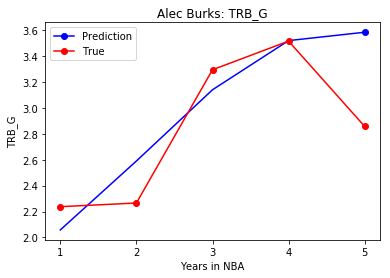 Alec Burks: TRB_G
Prediction
True
TRB_G
3.6
3.4
3.2
3.0
2.8
2.6
2.4
2.2
2.0
1 2 3 4 5
Years in NBA